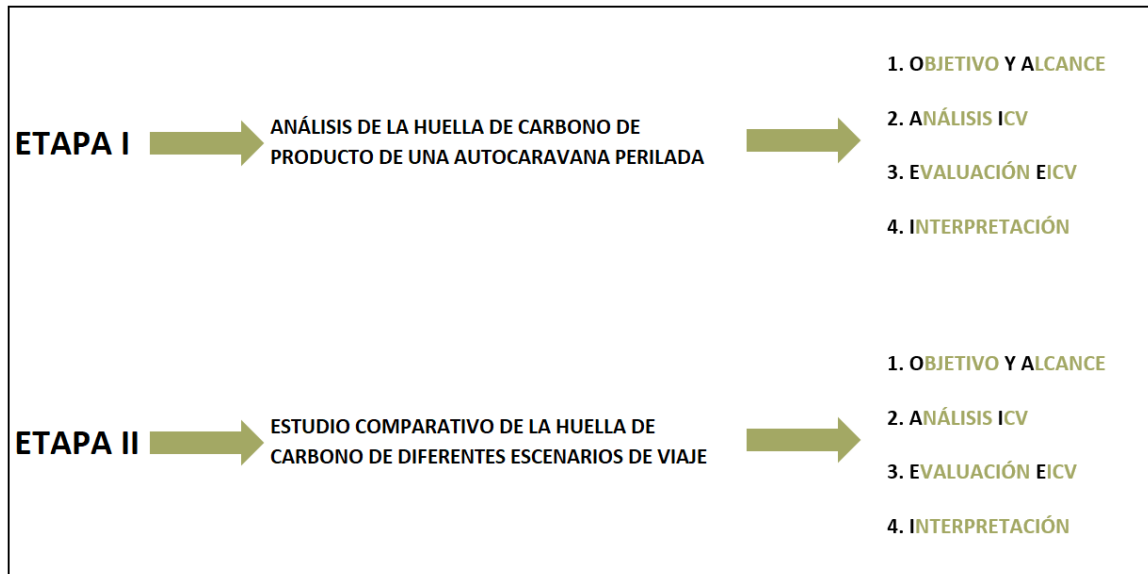 ETAPA I
ANÁLISIS DE LA HUELLA DE CARBONO DE
PRODUCTO DE UNA AUTOCARAVANA PERILADA
1. OBJETIVO Y ALCANCE
2. ANÁLISIS ICV
3. EVALUACIÓN EICV
4. INTERPRETACIÓN
ETAPA II
ESTUDIO COMPARATIVO DE LA HUELLA DE
CARBONO DE DIFERENTES ESCENARIOS DE VIAJE
1. OBJETIVO Y ALCANCE
2. ANÁLISIS ICV
3. EVALUACIÓN EICV
4. INTERPRETACIÓN